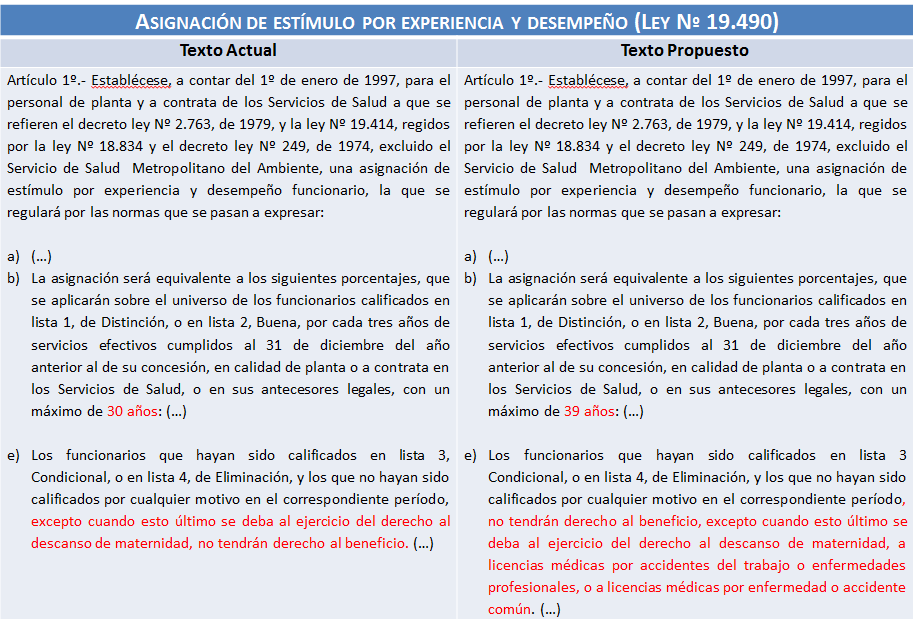 ASIGNACIÓN DE ESTÍMULO POR EXPERIENCIA Y DESEMPEÑO (LEY Nº 19.490)
Texto Actual
Artículo 1º.- Establécese, a contar del 1º de enero de 1997, para el
personal de planta y a contrata de los Servicios de Salud a que se
refieren el decreto ley Nº 2.763, de 1979, y la ley Nº 19.414, regidos
por la ley Nº 18.834 y el decreto ley Nº 249, de 1974, excluido el
Servicio de Salud Metropolitano del Ambiente, una asignación de
estímulo por experiencia y desempeño funcionario, la que se
regulará por las normas que se pasan a expresar:
a) (...)
b) La asignación será equivalente a los siguientes porcentajes, que
se aplicarán sobre el universo de los funcionarios calificados en
lista 1, de Distinción, o en lista 2, Buena, por cada tres años de
servicios efectivos cumplidos al 31 de diciembre del año
anterior al de su concesión, en calidad de planta o a contrata en
los Servicios de Salud, o en sus antecesores legales, con un
máximo de 30 años: (...)
e) Los funcionarios que hayan sido calificados en lista 3,
Condicional, o en lista 4, de Eliminación, y los que no hayan sido
calificados por cualquier motivo en el correspondiente período,
excepto cuando esto último se deba al ejercicio del derecho al
descanso de maternidad, no tendrán derecho al beneficio. (...)
Texto Propuesto
Artículo 1º.- Establécese, a contar del 1º de enero de 1997, para el
personal de planta y a contrata de los Servicios de Salud a que se
refieren el decreto ley Nº 2.763, de 1979, y la ley Nº 19.414, regidos
por la ley Nº 18.834 y el decreto ley Nº 249, de 1974, excluido el
Servicio de Salud Metropolitano del Ambiente, una asignación de
estímulo por experiencia y desempeño funcionario, la que se
regulará por las normas que se pasan a expresar:
a) (...)
b) La asignación será equivalente a los siguientes porcentajes, que
se aplicarán sobre el universo de los funcionarios calificados en
lista 1, de Distinción, o en lista 2, Buena, por cada tres años de
servicios efectivos cumplidos al 31 de diciembre del año
anterior al de su concesión, en calidad de planta o a contrata en
los Servicios de Salud, o en sus antecesores legales, con un
máximo de 39 años: (...)
e) Los funcionarios que hayan sido calificados en lista 3
Condicional, o en lista 4, de Eliminación, y los que no hayan sido
calificados por cualquier motivo en el correspondiente período,
no tendrán derecho al beneficio, excepto cuando esto último se
deba al ejercicio del derecho al descanso de maternidad, a
licencias médicas por accidentes del trabajo o enfermedades
profesionales, o a licencias médicas por enfermedad o accidente
común. (...)